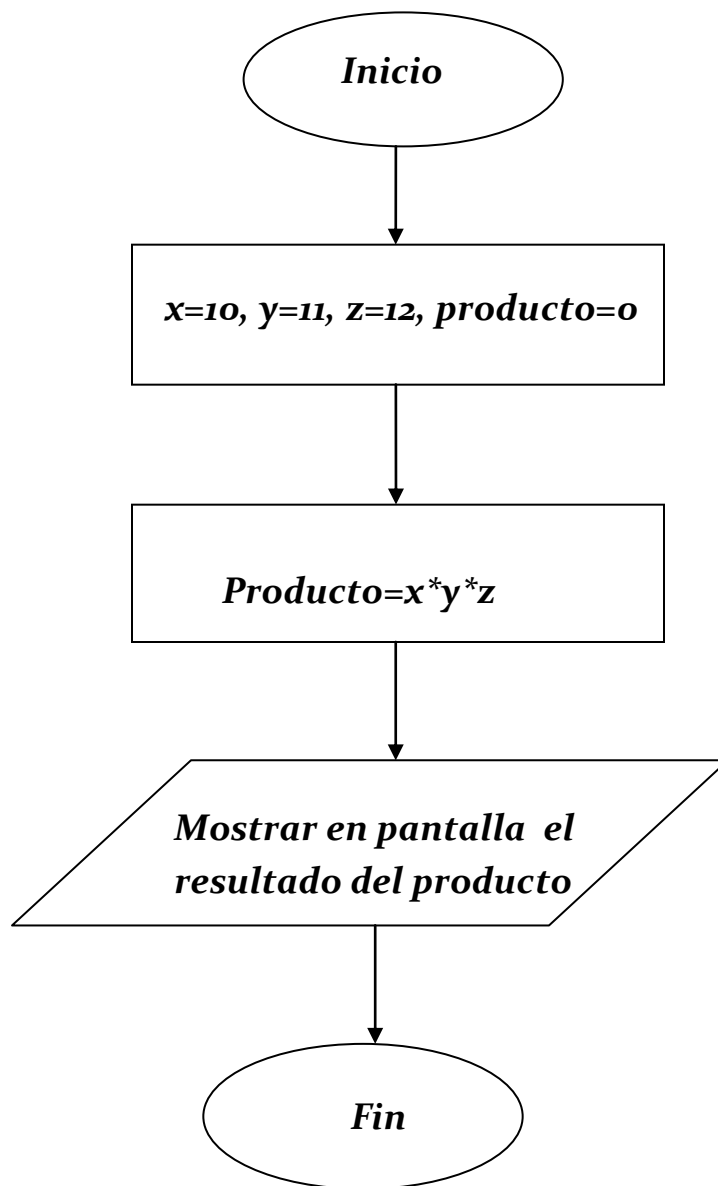 Inicio
x=10, y=11, z=12, producto=0
Producto=x*y*z
Mostrar en pantalla el
resultado del producto
Fin